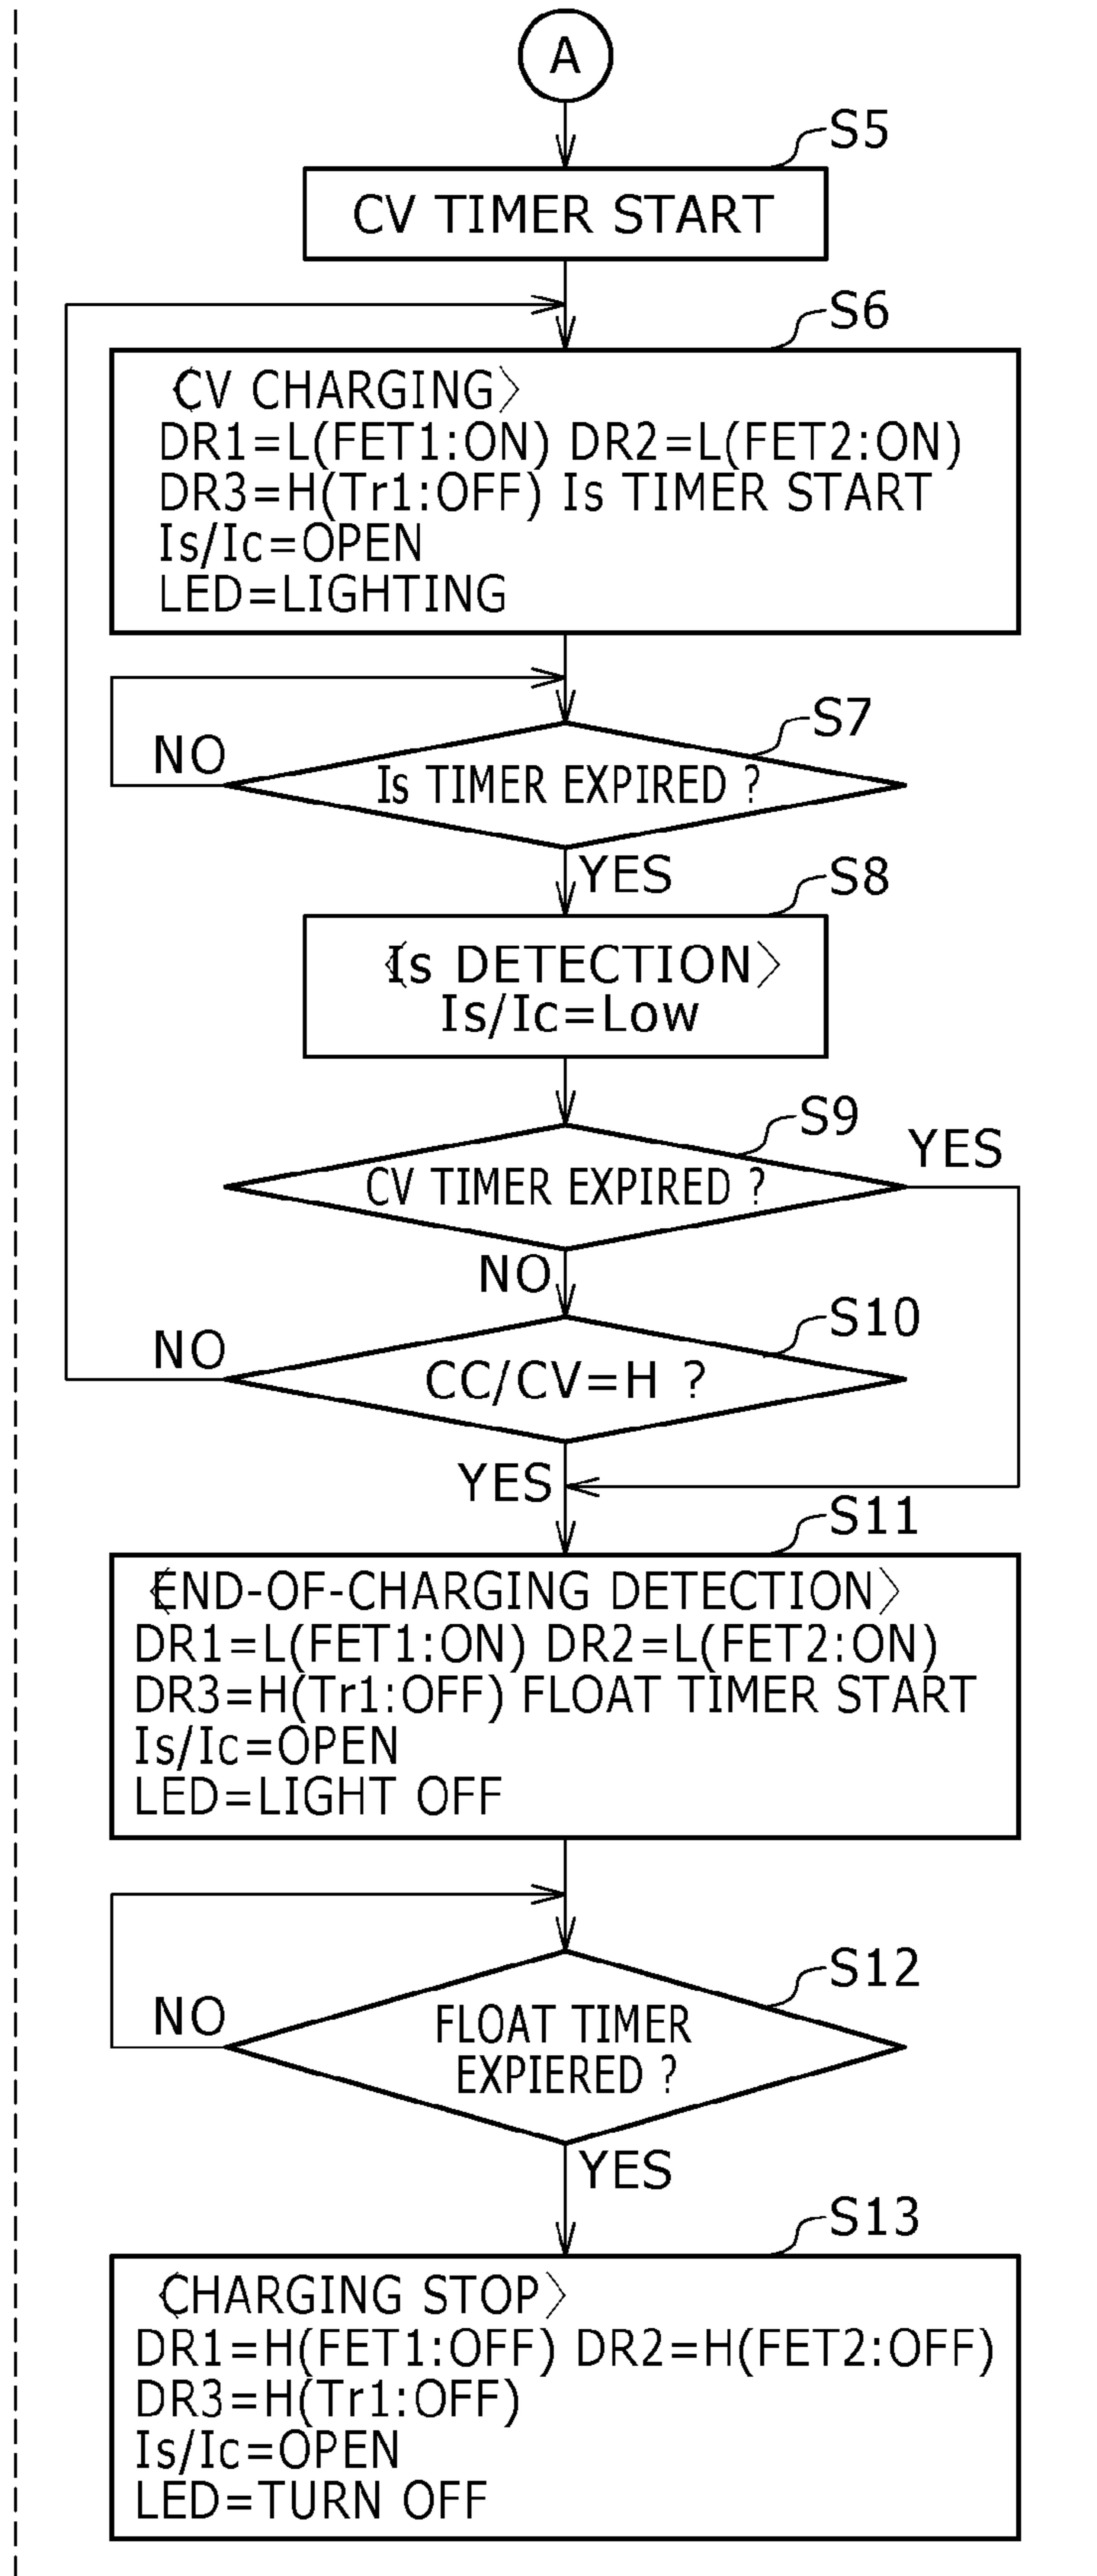 A
S5
CV TIMER START
S6
〈CV CHARGING〉
DR1=L(FET1:ON) DR2=L(FET2:ON)
DR3=H(Tr1:OFF) Is TIMER START
Is/Ic=OPEN
LED=LIGHTING
S7
NO
Is TIMER EXPIRED ?
YES
S8
〈Is DETECTION〉
Is/Ic=Low
S9
YES
CV TIMER EXPIRED ?
NO
S10
NO
CC/CV=H ?
YES
S11
〈END-OF-CHARGING DETECTION〉
DR1=L(FET1:ON) DR2=L(FET2:ON)
DR3=H(Tr1:OFF) FLOAT TIMER START
Is/Ic=OPEN
LED=LIGHT OFF
S12
NO
FLOAT TIMER
EXPIERED ?
YES
S13
〈CHARGING STOP〉
DR1=H(FET1:OFF) DR2=H(FET2:OFF)
DR3=H(Tr1:OFF)
Is/Ic=OPEN
LED=TURN OFF